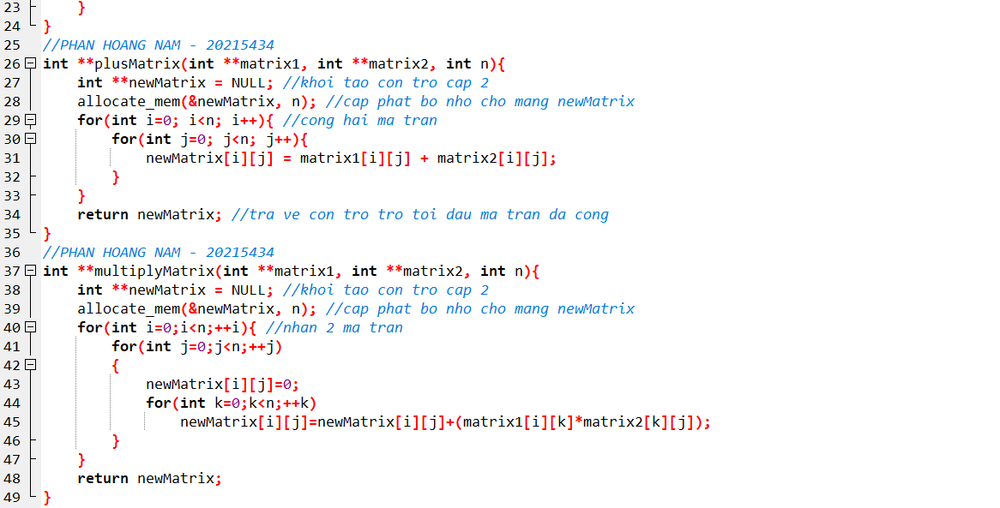 23 }
24 }
25 //PHAN HOANG NAM - 20215434
26 int **plusMatrix(int **matrix1, int **matrix2, int n){
27 int **newMatrix = NULL; //khoi tao con tro cap 2
28 allocate_mem(&newMatrix, n); //cap phat bo nho cho mang newMatrix
29 for(int i=0; i<n; i++){ //cong hai ma tran
30 for(int j=0; j<n; j++){
31 newMatrix[i][j] = matrix1[i][j] + matrix2[i][j];
32 }
33 }
34 return newMatrix; //tra ve con tro tro toi dau ma tran da cong
35 }
36 //PHAN HOANG NAM - 20215434
37 int **multiplyMatrix(int **matrix1, int **matrix2, int n){
38 int **newMatrix = NULL; //khoi tao con tro cap 2
39 allocate_mem(&newMatrix, n); //cap phat bo nho cho mang newMatrix
40 for(int i=0;i<n;++i){ //nhan 2 ma tran
41 for(int j=0;j<n;++j)
42 {
43 newMatrix[i][j]=0;
44 for(int k=0;k<n;++k)
45 newMatrix[i][j]=newMatrix[i][j]+(matrix1[i][k]*matrix2[k][j]);
46 }
47 }
48 return newMatrix;
49 }